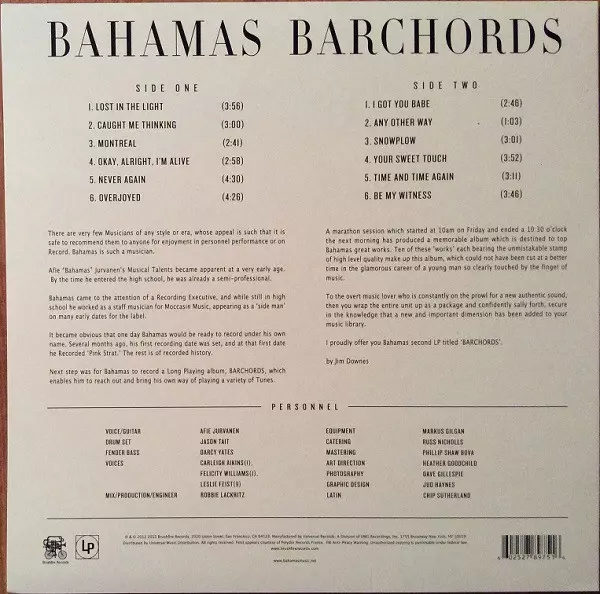 BAHAMAS BARCHORDS
SIDE ONE
1. LOST IN THE LIGHT (3:56)
2. CAUGHT ME THINKING (3:00)
3. MONTREAL (2:41)
4. OKAY, ALRIGHT, I'M ALIVE (2:58)
5. NEVER AGAIN (4:30)
6. OVERJOYED (4:26)
SIDE TWO
1. I GOT YOU BABE (2:46)
2. ANY OTHER WAY (1:03)
3. SNOWPLOW (3:01)
4. YOUR SWEET TOUCH (3:52)
5. TIME AND TIME AGAIN (3:11)
6. BE MY WITNESS (3:46)
There are very few Musicians of any style or era, whose appeal is such that it is
safe to recommend them to anyone for enjoyment in personnel performance or on
Record. Bahamas is such a musician.
Afie "Bahamas" Jurvanen's Musical Talents became apparent at a very early age.
By the time he entered the high school, he was already a semi-professional.
Bahamas came to the attention of a Recording Executive, and while still in high
school he worked as a staff musician for Moccasin Music, appearing as a 'side man'
on many early dates for the label.
It became obvious that one day Bahamas would be ready to record under his own
name. Several months ago, his first recording date was set, and at that first date
he Recorded 'Pink Strat.' The rest is of recorded history.
Next step was for Bahamas to record a Long Playing album, BARCHORDS, which
enables him to reach out and bring his own way of playing a variety of Tunes.
A marathon session which started at 10am on Friday and ended a 10:30 o'clock
the next morning has produced a memorable album which is destined to top
Bahamas great works. Ten of these 'works' each bearing the unmistakable stamp
of high level quality make up this album, which could not have been cut at a better
time in the glamorous career of a young man so clearly touched by the finger of
music.
To the overt music lover who is constantly on the prowl for a new authentic sound,
then you wrap the entire unit up as a package and confidently sally forth, secure
in the knowledge that a new and important dimension has been added to your
music library.
I proudly offer you Bahamas second LP titled 'BARCHORDS'.
by Jim Downes
PERSONNEL
VOICE/GUITAR AFIE JURVANEN
DRUM SET JASON TAIT
FENDER BASS DARCY YATES
VOICES CARLEIGH AIKINS(!),
FELICITY WILLIAMS(!),
LESLIE FEIST(9)
MIX/PRODUCTION/ENGINEER ROBBIE LACKRITZ
EQUIPMENT MARKUS GILGAN
CATERING RUSS NICHOLLS
MASTERING PHILLIP SHAW BOVA
ART DIRECTION HEATHER GOODCHILD
PHOTOGRAPHY DAVE GILLESPIE
GRAPHIC DESIGN JUD HAYNES
LATIN CHIP SUTHERLAND
Brushfire Records
LP
www.brushfirerecords.com
www.bahamasmusic.net